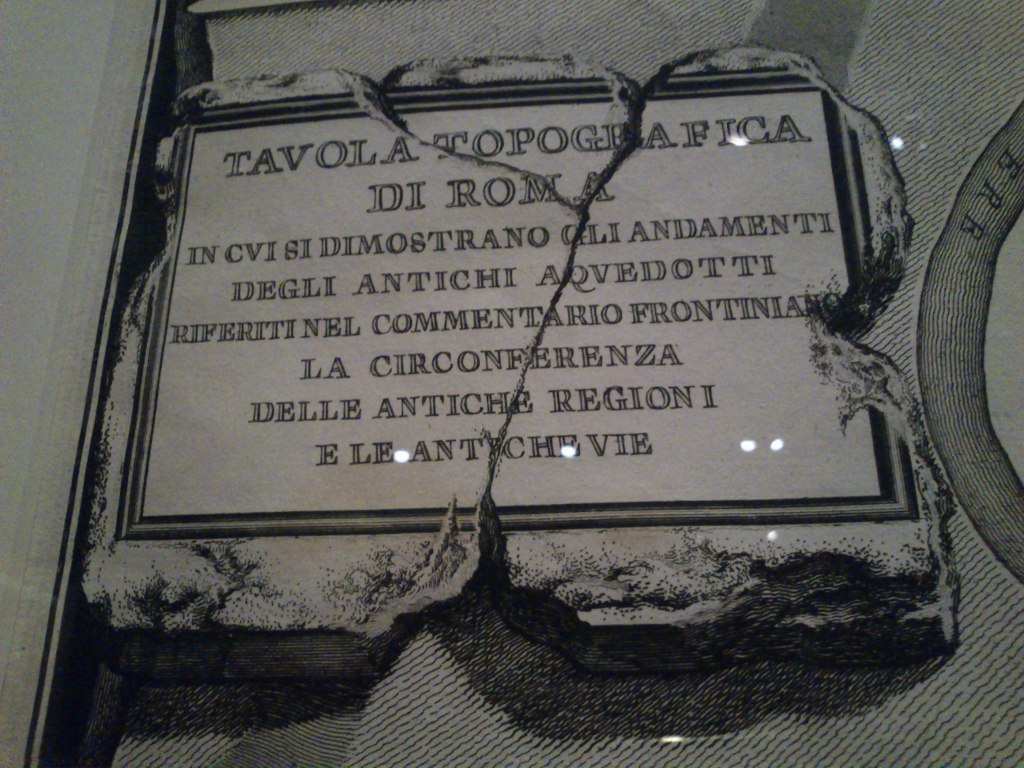 TAVOLA TOPOGRAFICA
DI ROMA
IN CVI SI DIMOSTRANO GLI ANDAMENTI
DEGLI ANTICHI AQVEDOTTI
RIFERITI NEL COMMENTARIO FRONTINIANO
LA CIRCONFERENZA
DELLE ANTICHE REGIONI
E LE ANTICHE VIE